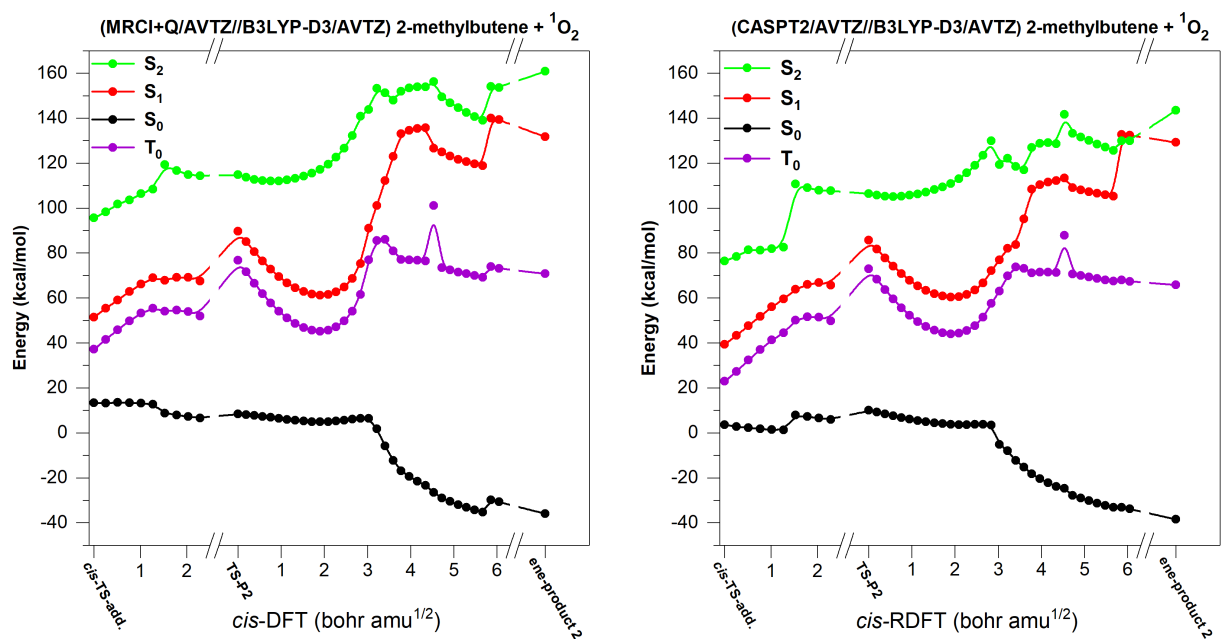 (MRCI+Q/AVTZ//B3LYP-D3/AVTZ) 2-methylbutene + ¹O₂
S₂
S₁
S₀
T₀
Energy (kcal/mol)
160
140
120
100
80
60
40
20
0
-20
-40
cis-TS-add.
1
2
TS-P2
1
2
3
4
5
6
ene-product 2
cis-DFT (bohr amu¹/²)
(CASPT2/AVTZ//B3LYP-D3/AVTZ) 2-methylbutene + ¹O₂
S₂
S₁
S₀
T₀
Energy (kcal/mol)
160
140
120
100
80
60
40
20
0
-20
-40
cis-TS-add.
1
2
TS-P2
1
2
3
4
5
6
ene-product 2
cis-RDFT (bohr amu¹/²)